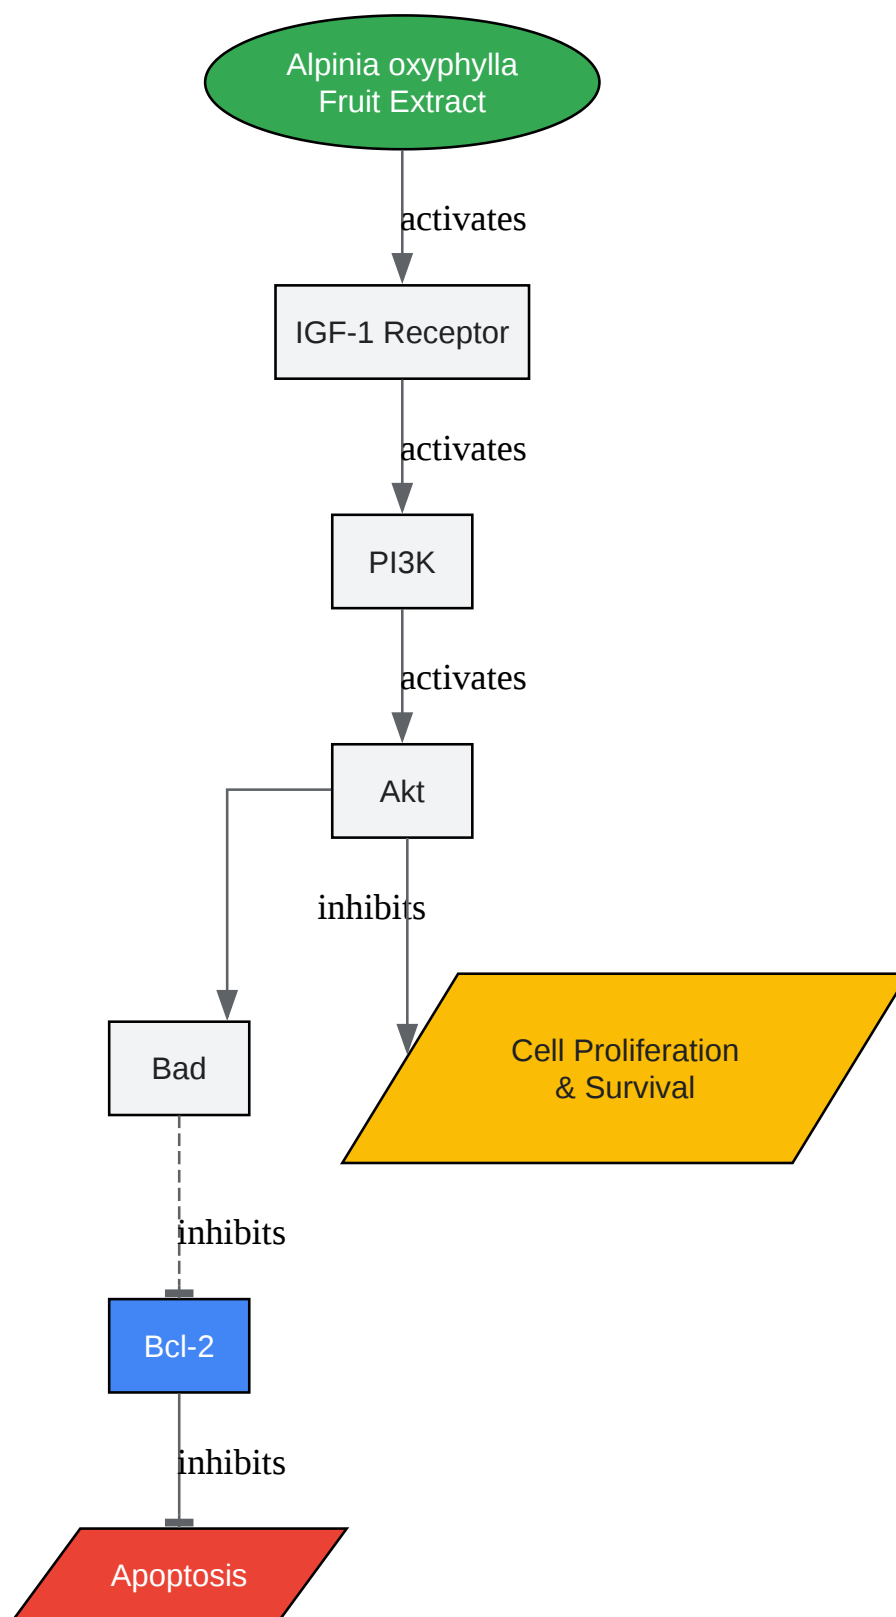 Alpinia oxyphylla
Fruit Extract
activates
IGF-1 Receptor
activates
PI3K
activates
Akt
inhibits
Cell Proliferation
& Survival
Bad
inhibits
Bcl-2
inhibits
Apoptosis